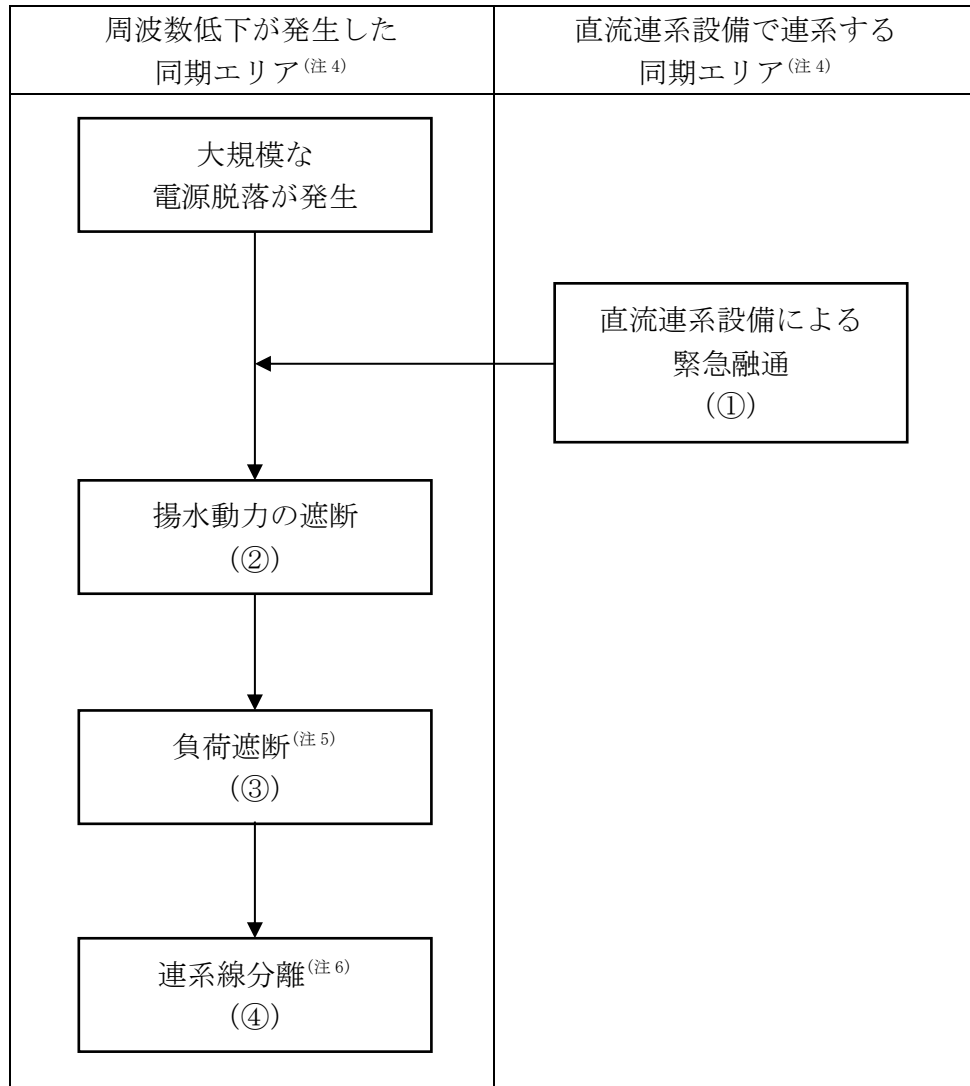 周波数低下が発生した
同期エリア(注4)
直流連系設備で連系する
同期エリア(注4)
大規模な
電源脱落が発生
直流連系設備による
緊急融通
(①)
揚水動力の遮断
(②)
負荷遮断(注5)
(③)
連系線分離(注6)
(④)